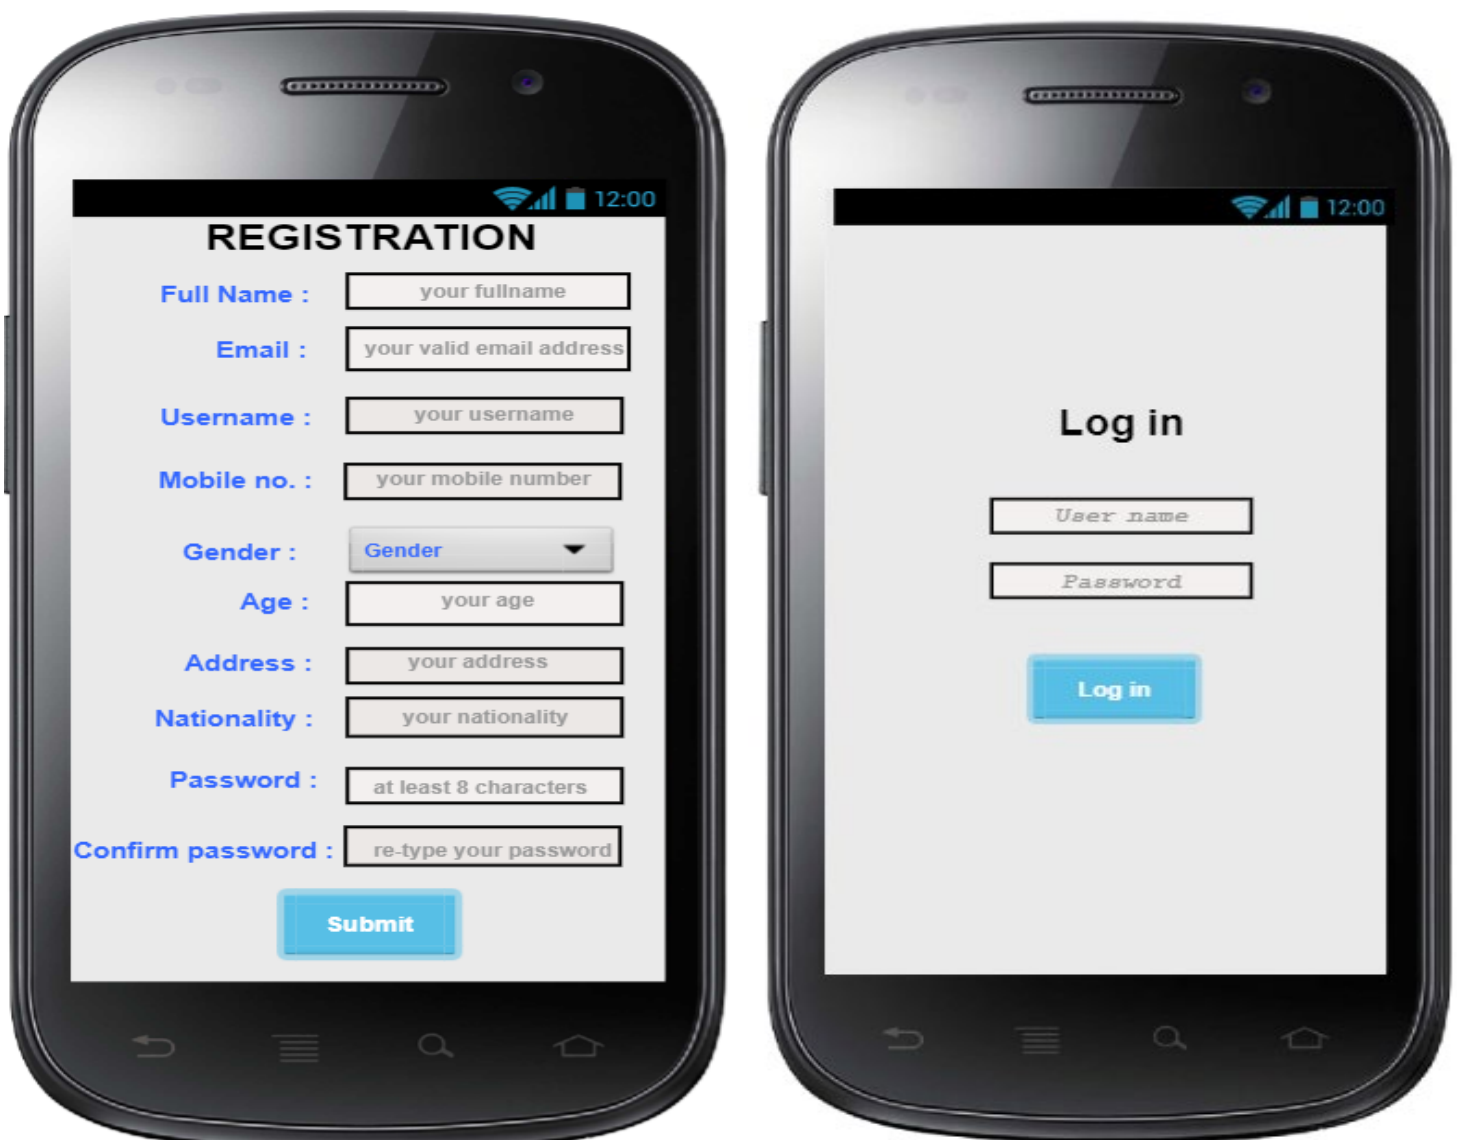 12:00
REGISTRATION
Full Name : your fullname
Email : your valid email address
Username : your username
Mobile no. : your mobile number
Gender : Gender
Age : your age
Address : your address
Nationality : your nationality
Password : at least 8 characters
Confirm password : re-type your password
Submit
12:00
Log in
User name
Password
Log in